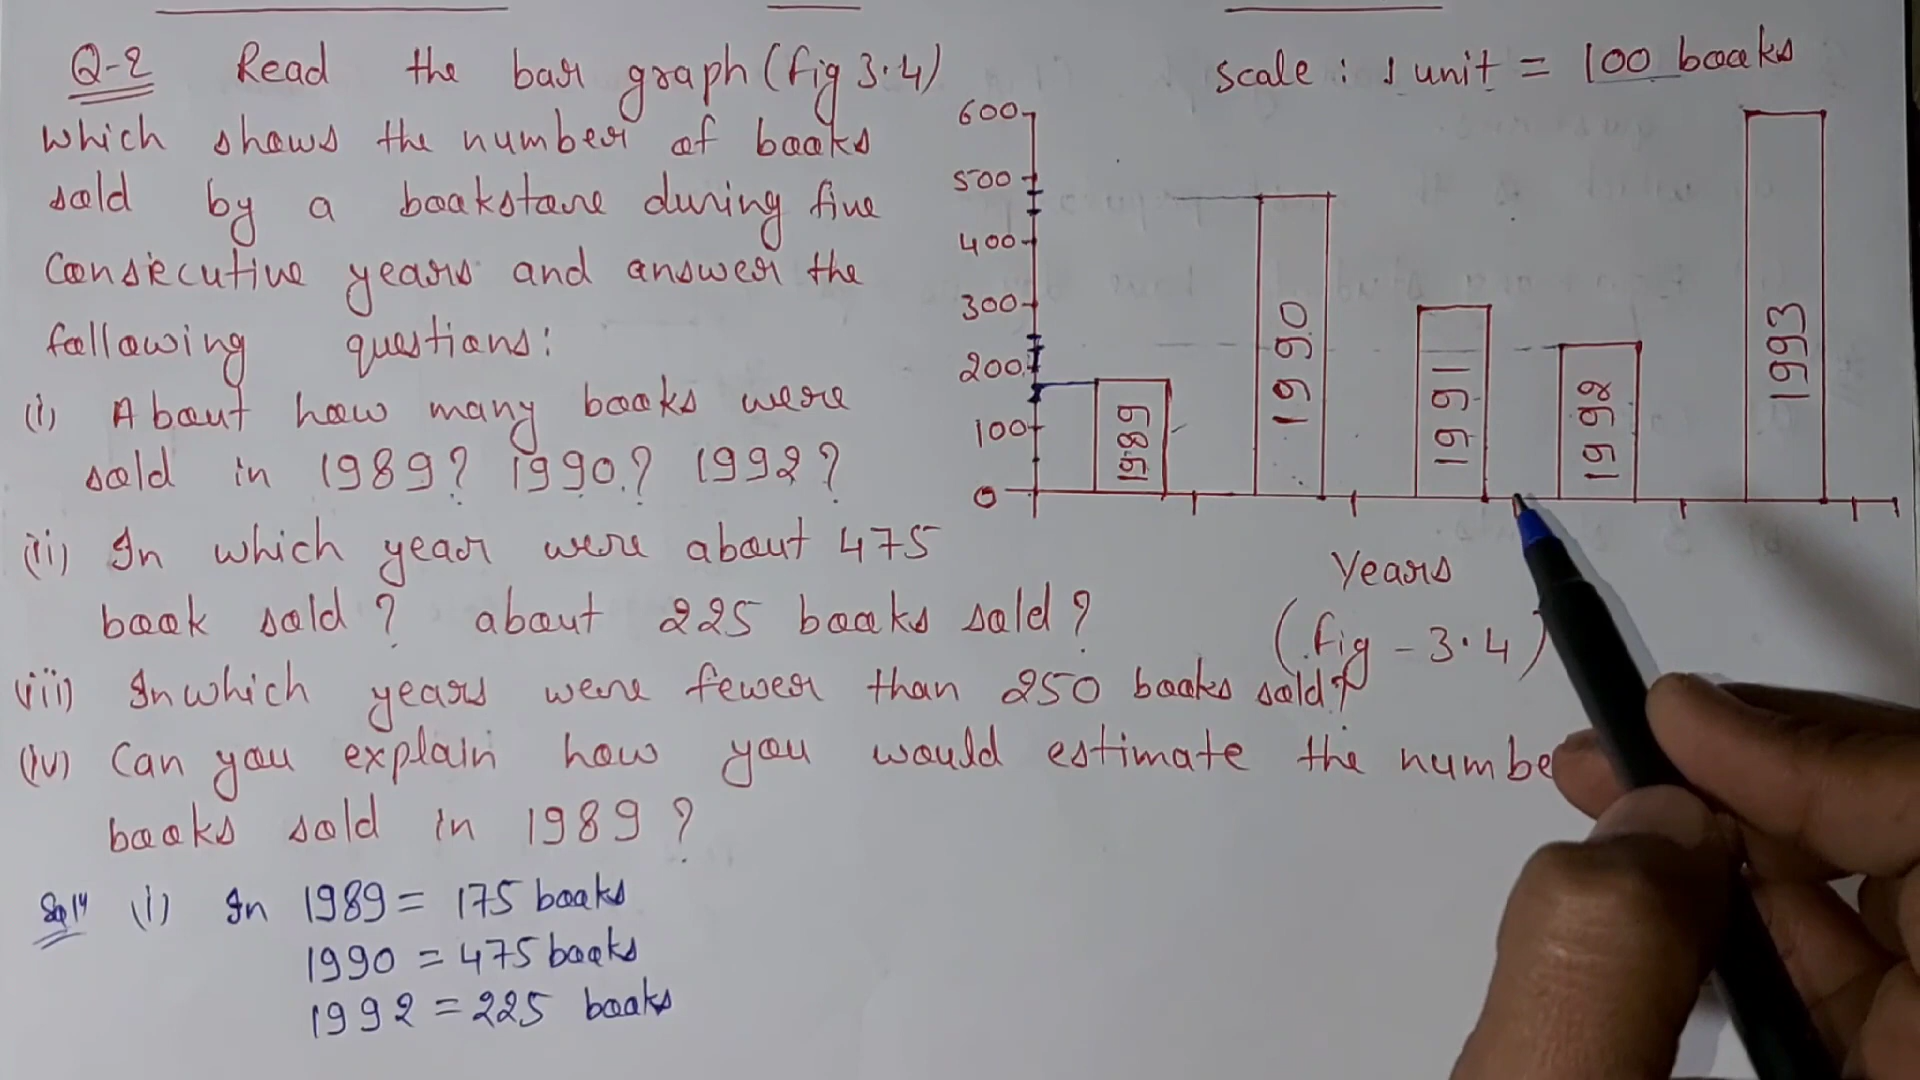 Q-2 Read the bar graph (fig 3.4)
which shows the number of books
sold by a bookstore during five
Consecutive years and answer the
following questions:
(i) About how many books were
sold in 1989? 1990? 1992?
(ii) In which year were about 475
book sold? about 225 books sold?
(iii) In which years were fewer than 250 books sold?
(iv) Can you explain how you would estimate the numbe
books sold in 1989?
Solⁿ (i) In 1989 = 175 books
1990 = 475 books
1992 = 225 books
scale : 1 unit = 100 books
600
500
400
300
200
100
0
1989
1990
1991
1992
1993
Years
(fig - 3.4)